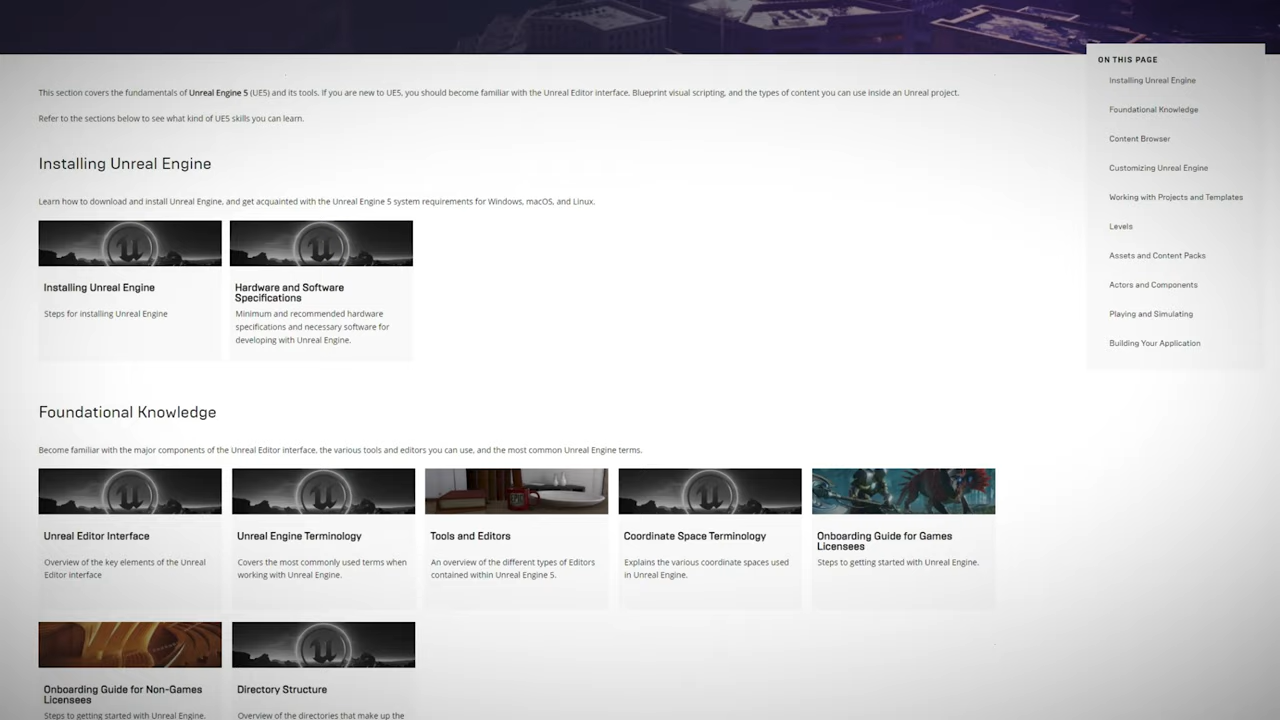 This section covers the fundamentals of Unreal Engine 5 (UE5) and its tools. If you are new to UE5, you should become familiar with the Unreal Editor interface, Blueprint visual scripting, and the types of content you can use inside an Unreal project.
Refer to the sections below to see what kind of UE5 skills you can learn.
Installing Unreal Engine
Learn how to download and install Unreal Engine, and get acquainted with the Unreal Engine 5 system requirements for Windows, macOS, and Linux.
Installing Unreal Engine
Steps for installing Unreal Engine
Hardware and Software
Specifications
Minimum and recommended hardware
specifications and necessary software for
developing with Unreal Engine.
Foundational Knowledge
Become familiar with the major components of the Unreal Editor interface, the various tools and editors you can use, and the most common Unreal Engine terms.
Unreal Editor Interface
Overview of the key elements of the Unreal
Editor interface
Unreal Engine Terminology
Covers the most commonly used terms when
working with Unreal Engine.
Tools and Editors
An overview of the different types of Editors
contained within Unreal Engine 5.
Coordinate Space Terminology
Explains the various coordinate spaces used
in Unreal Engine.
Onboarding Guide for Games
Licensees
Steps to getting started with Unreal Engine.
Onboarding Guide for Non-Games
Licensees
Steps to getting started with Unreal Engine.
Directory Structure
Overview of the directories that make up the
ON THIS PAGE
Installing Unreal Engine
Foundational Knowledge
Content Browser
Customizing Unreal Engine
Working with Projects and Templates
Levels
Assets and Content Packs
Actors and Components
Playing and Simulating
Building Your Application